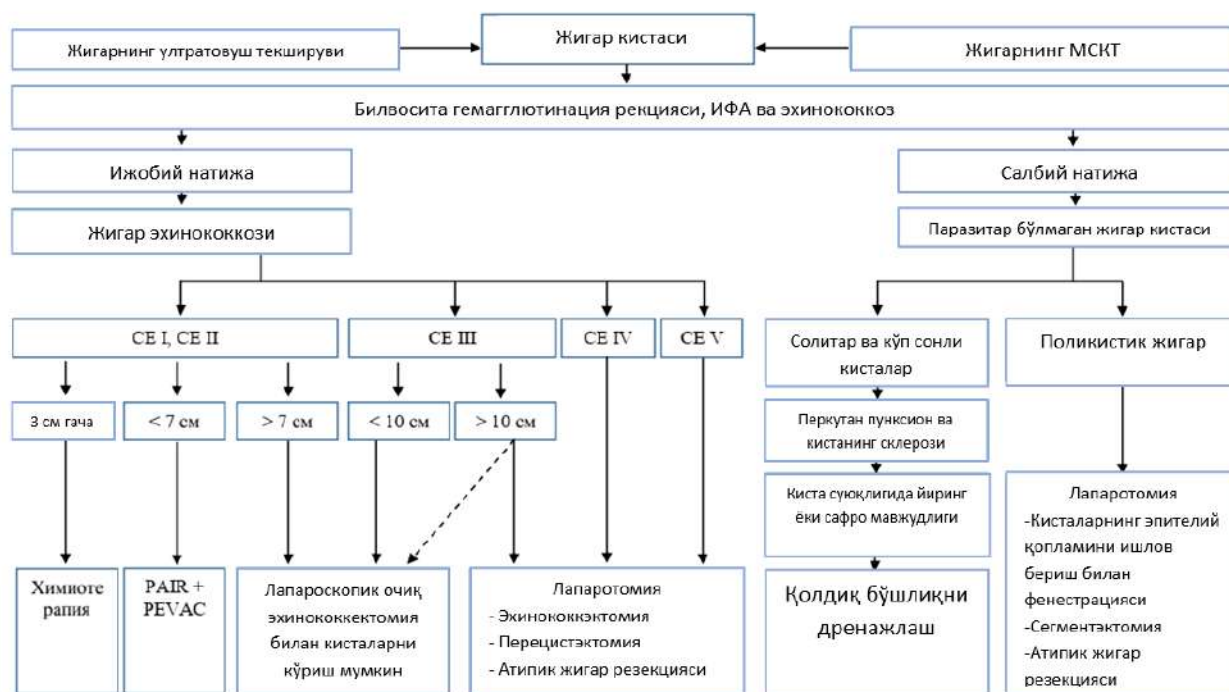 Жигарнинг ултратовуш текшируви
Жигар кистаси
Жигарнинг МСКТ
Билвосита гемагглютинация рекцияси, ИФА ва эхинококкоз
Ижобий натижа
Салбий натижа
Жигар эхинококкози
Паразитар бўлмаган жигар кистаси
CE I, CE II
CE III
CE IV
CE V
Солитар ва кўп сонли
кисталар
Поликистик жигар
3 см гача
< 7 см
> 7 см
< 10 см
> 10 см
Перкутан пунксион ва
кистанинг склерози
Киста суюқлигида йиринг
ёки сафро мавжудлиги
Химиоте
рапия
PAIR +
PEVAC
Лапароскопик очиқ
эхинококкектомия
билан кисталарни
кўриш мумкин
Лапаротомия
- Эхинококкэктомия
- Перецистэктомия
- Атипик жигар резекцияси
Қолдиқ бўшлиқни
дренажлаш
Лапаротомия
-Кисталарнинг эпителий
қопламини ишлов
бериш билан
фенестрацияси
-Сегментэктомия
-Атипик жигар
резекцияси